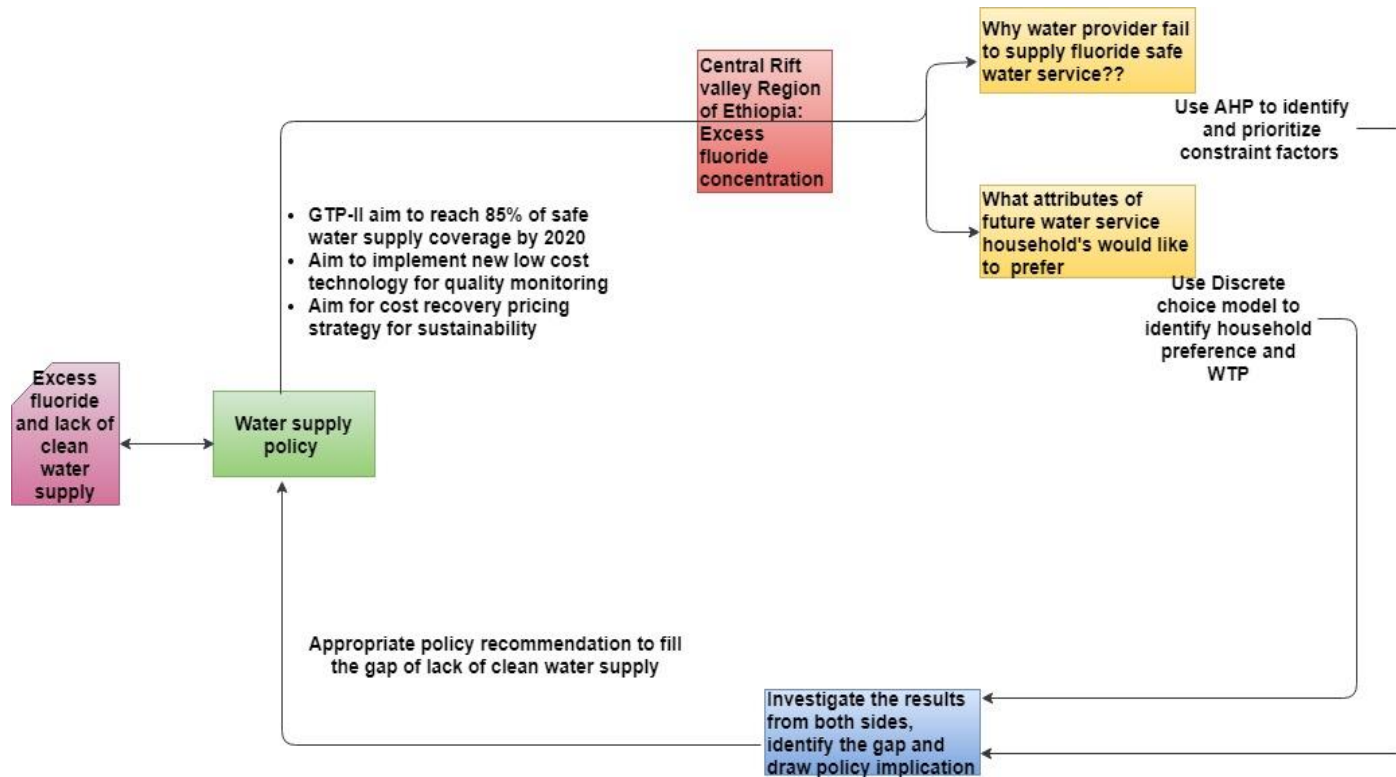 Why water provider fail
to supply fluoride safe
water service??
Central Rift
valley Region
of Ethiopia:
Excess
fluoride
concentration
Use AHP to identify
and prioritize
constraint factors
What attributes of
future water service
household's would like
to prefer
• GTP-II aim to reach 85% of safe
water supply coverage by 2020
• Aim to implement new low cost
technology for quality monitoring
• Aim for cost recovery pricing
strategy for sustainability
Use Discrete
choice model to
identify household
preference and
WTP
Excess
fluoride
and lack of
clean
water
supply
Water supply
policy
Appropriate policy recommendation to fill
the gap of lack of clean water supply
Investigate the results
from both sides,
identify the gap and
draw policy implication